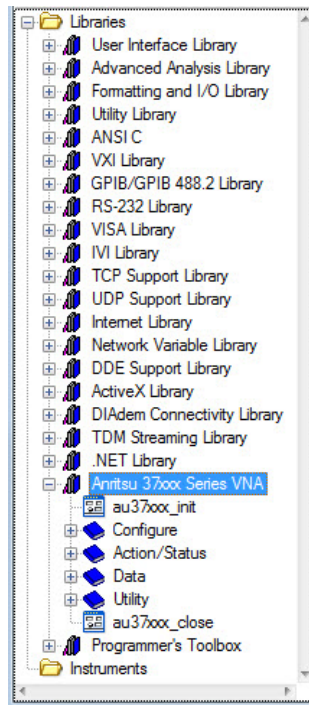 Libraries
User Interface Library
Advanced Analysis Library
Formatting and I/O Library
Utility Library
ANSI C
VXI Library
GPIB/GPIB 488.2 Library
RS-232 Library
VISA Library
IVI Library
TCP Support Library
UDP Support Library
Internet Library
Network Variable Library
DDE Support Library
ActiveX Library
DIAdem Connectivity Library
TDM Streaming Library
.NET Library
Anritsu 37xxx Series VNA
au37xxx_init
Configure
Action/Status
Data
Utility
au37xxx_close
Programmer's Toolbox
Instruments